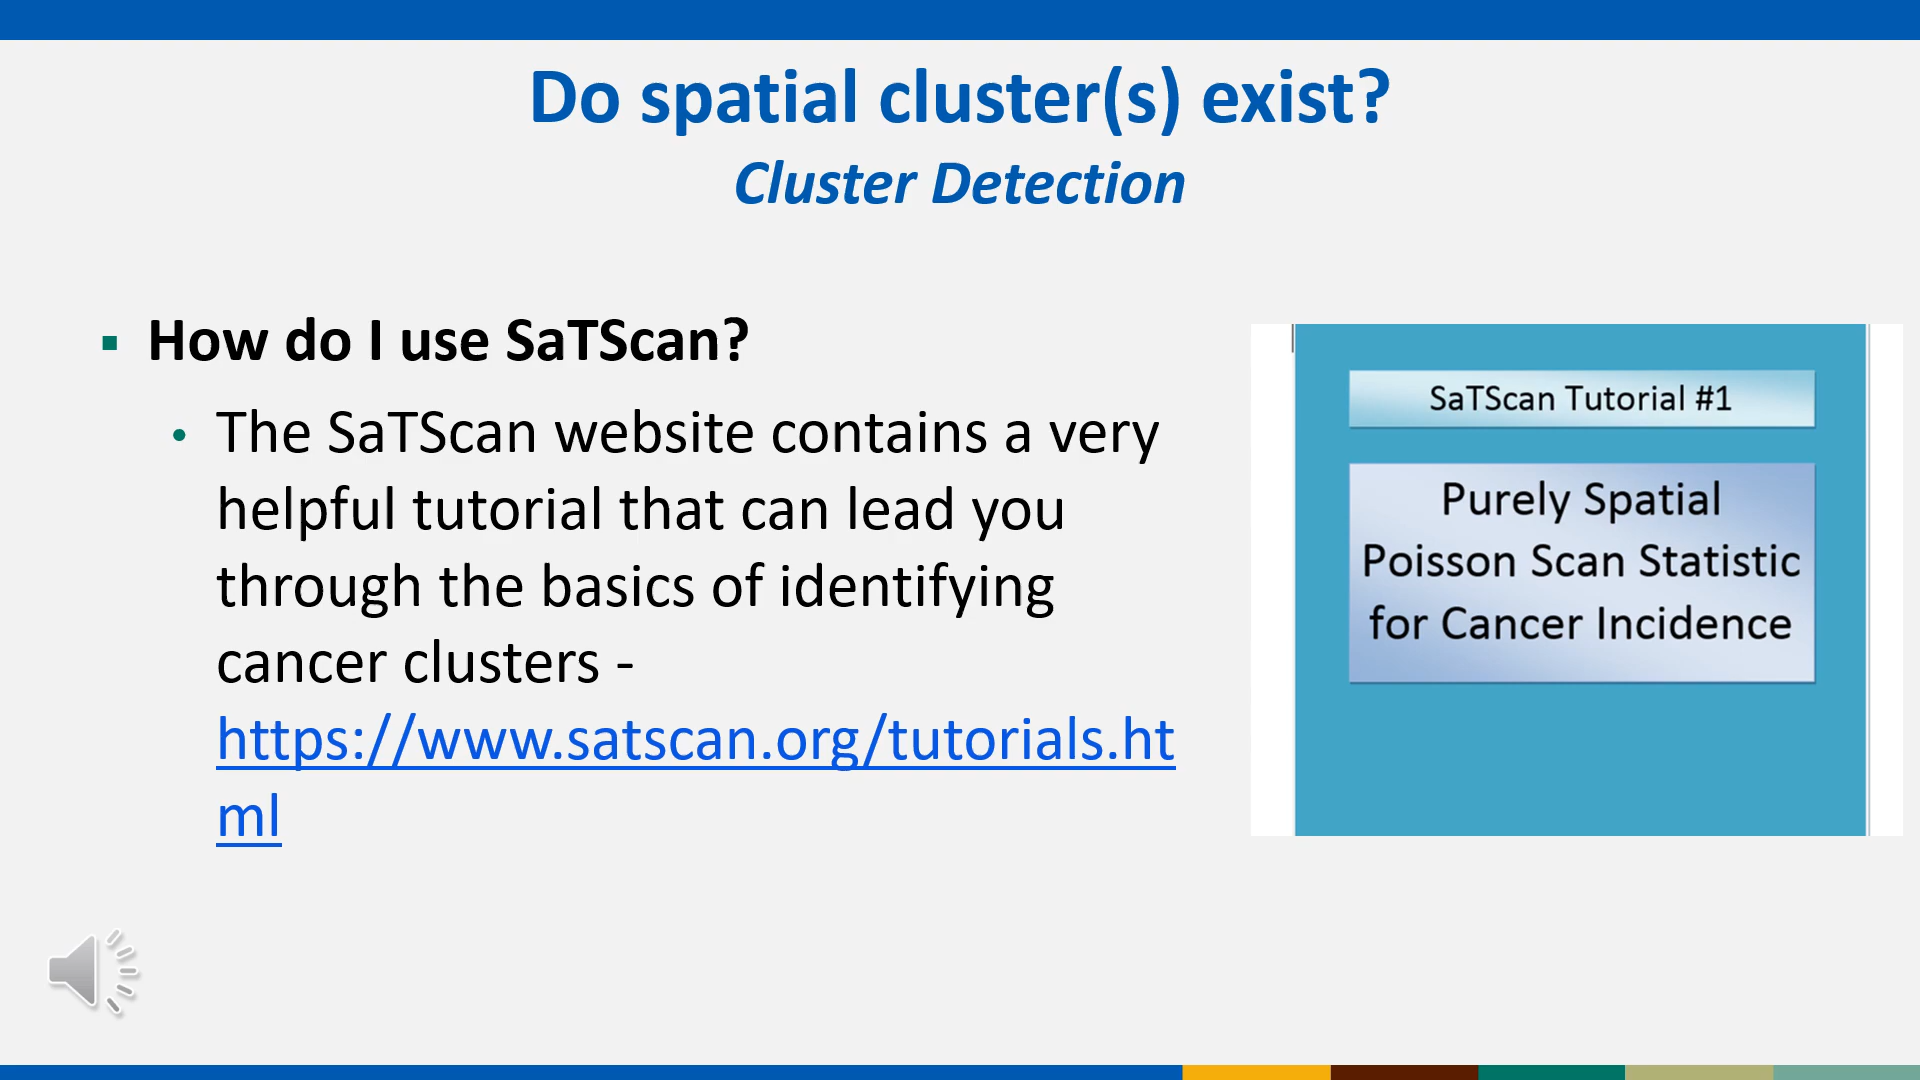 Do spatial cluster(s) exist?
Cluster Detection
▪ How do I use SaTScan?
• The SaTScan website contains a very
helpful tutorial that can lead you
through the basics of identifying
cancer clusters -
https://www.satscan.org/tutorials.ht
ml
SaTScan Tutorial #1
Purely Spatial
Poisson Scan Statistic
for Cancer Incidence